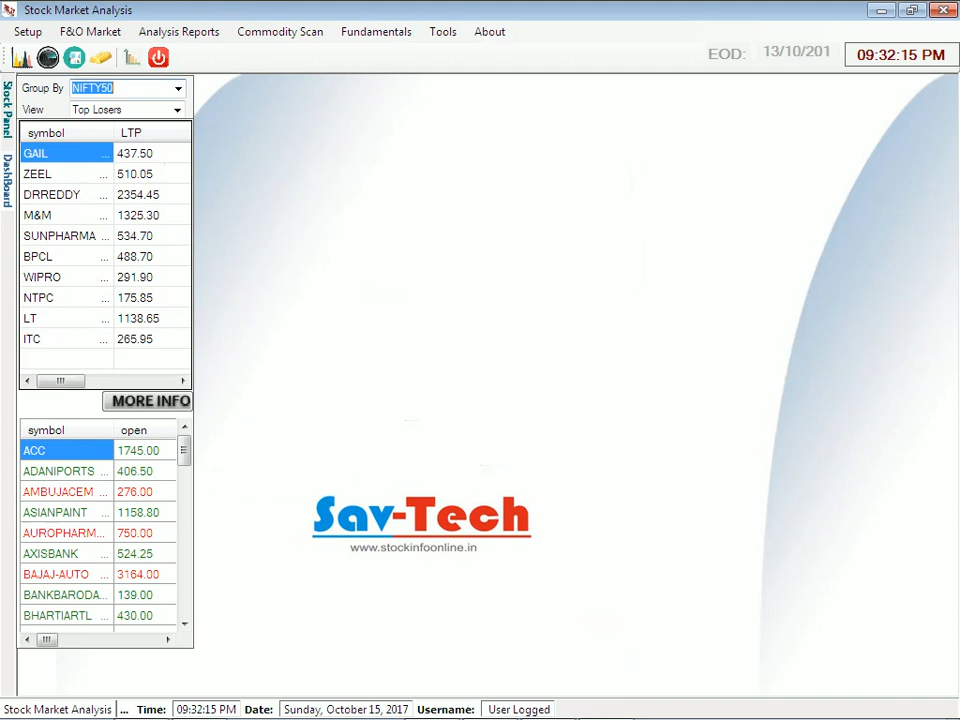 Stock Market Analysis
Setup F&O Market Analysis Reports Commodity Scan Fundamentals Tools About
EOD: 13/10/201 09:32:15 PM
Stock Panel
DashBoard
Group By NIFTY50
View Top Losers
symbol LTP
GAIL ... 437.50
ZEEL ... 510.05
DRREDDY ... 2354.45
M&M ... 1325.30
SUNPHARMA ... 534.70
BPCL ... 488.70
WIPRO ... 291.90
NTPC ... 175.85
LT ... 1138.65
ITC ... 265.95
MORE INFO
symbol open
ACC 1745.00
ADANIPORTS ... 406.50
AMBUJACEM ... 276.00
ASIANPAINT ... 1158.80
AUROPHARM... 750.00
AXISBANK ... 524.25
BAJAJ-AUTO ... 3164.00
BANKBARODA... 139.00
BHARTIARTL ... 430.00
Sav-Tech
www.stockinfoonline.in
Stock Market Analysis ... Time: 09:32:15 PM Date: Sunday, October 15, 2017 Username: User Logged